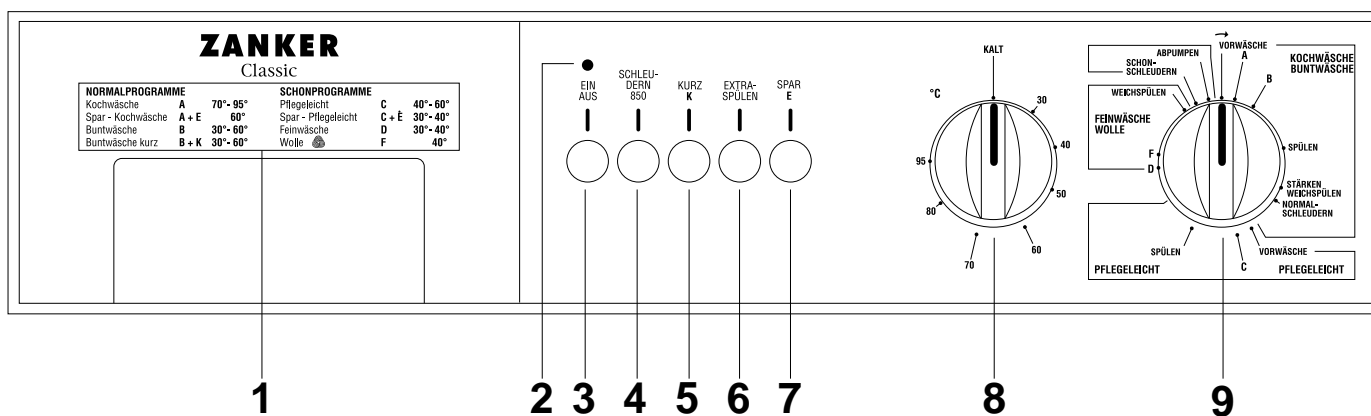 ZANKER
Classic
NORMALPROGRAMME
Kochwäsche A 70°- 95°
Spar - Kochwäsche A + E 60°
Buntwäsche B 30°- 60°
Buntwäsche kurz B + K 30°- 60°
SCHONPROGRAMME
Pflegeleicht C 40°- 60°
Spar - Pflegeleicht C + È 30°- 40°
Feinwäsche D 30°- 40°
Wolle F 40°
EIN
AUS
SCHLEU-
DERN
850
KURZ
K
EXTRA-
SPÜLEN
SPAR
E
°C
KALT
30
40
50
60
70
80
95
VORWÄSCHE
A
KOCHWÄSCHE
BUNTWÄSCHE
B
SPÜLEN
STÄRKEN
WEICHSPÜLEN
NORMAL-
SCHLEUDERN
VORWÄSCHE
C
PFLEGELEICHT
SPÜLEN
PFLEGELEICHT
D
F
FEINWÄSCHE
WOLLE
WEICHSPÜLEN
SCHON-
SCHLEUDERN
ABPUMPEN
1
2
3
4
5
6
7
8
9